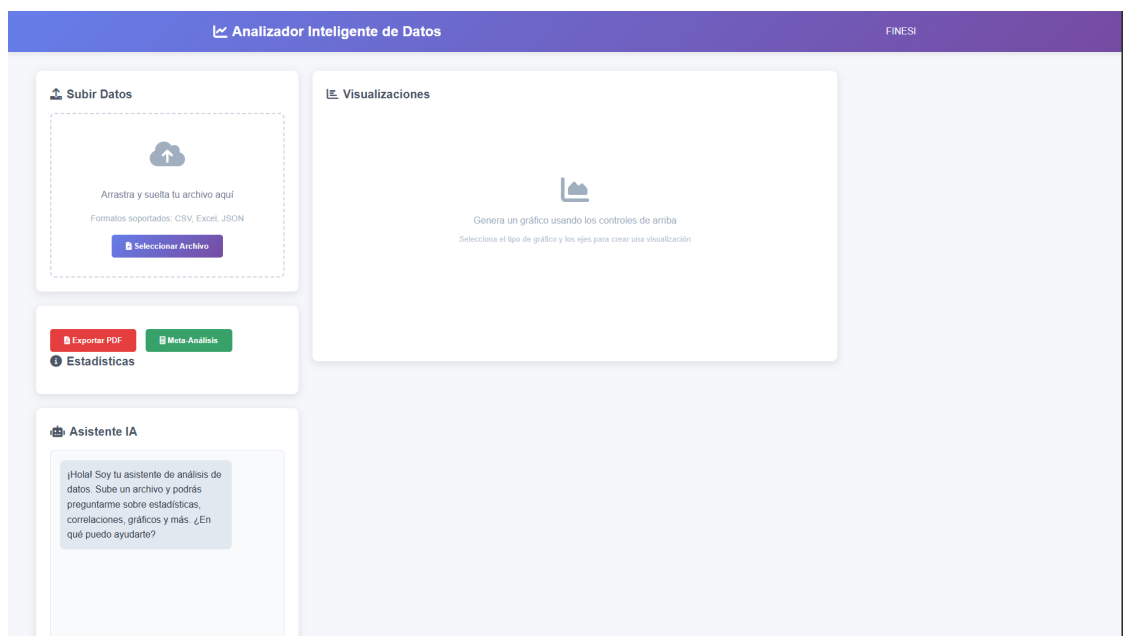 Analizador Inteligente de Datos
FINESI
Subir Datos
Arrastra y suelta tu archivo aquí
Formatos soportados: CSV, Excel, JSON
Seleccionar Archivo
Exportar PDF
Meta-Análisis
Estadísticas
Asistente IA
¡Hola! Soy tu asistente de análisis de
datos. Sube un archivo y podrás
preguntarme sobre estadísticas,
correlaciones, gráficos y más. ¿En
qué puedo ayudarte?
Visualizaciones
Genera un gráfico usando los controles de arriba
Selecciona el tipo de gráfico y los ejes para crear una visualización